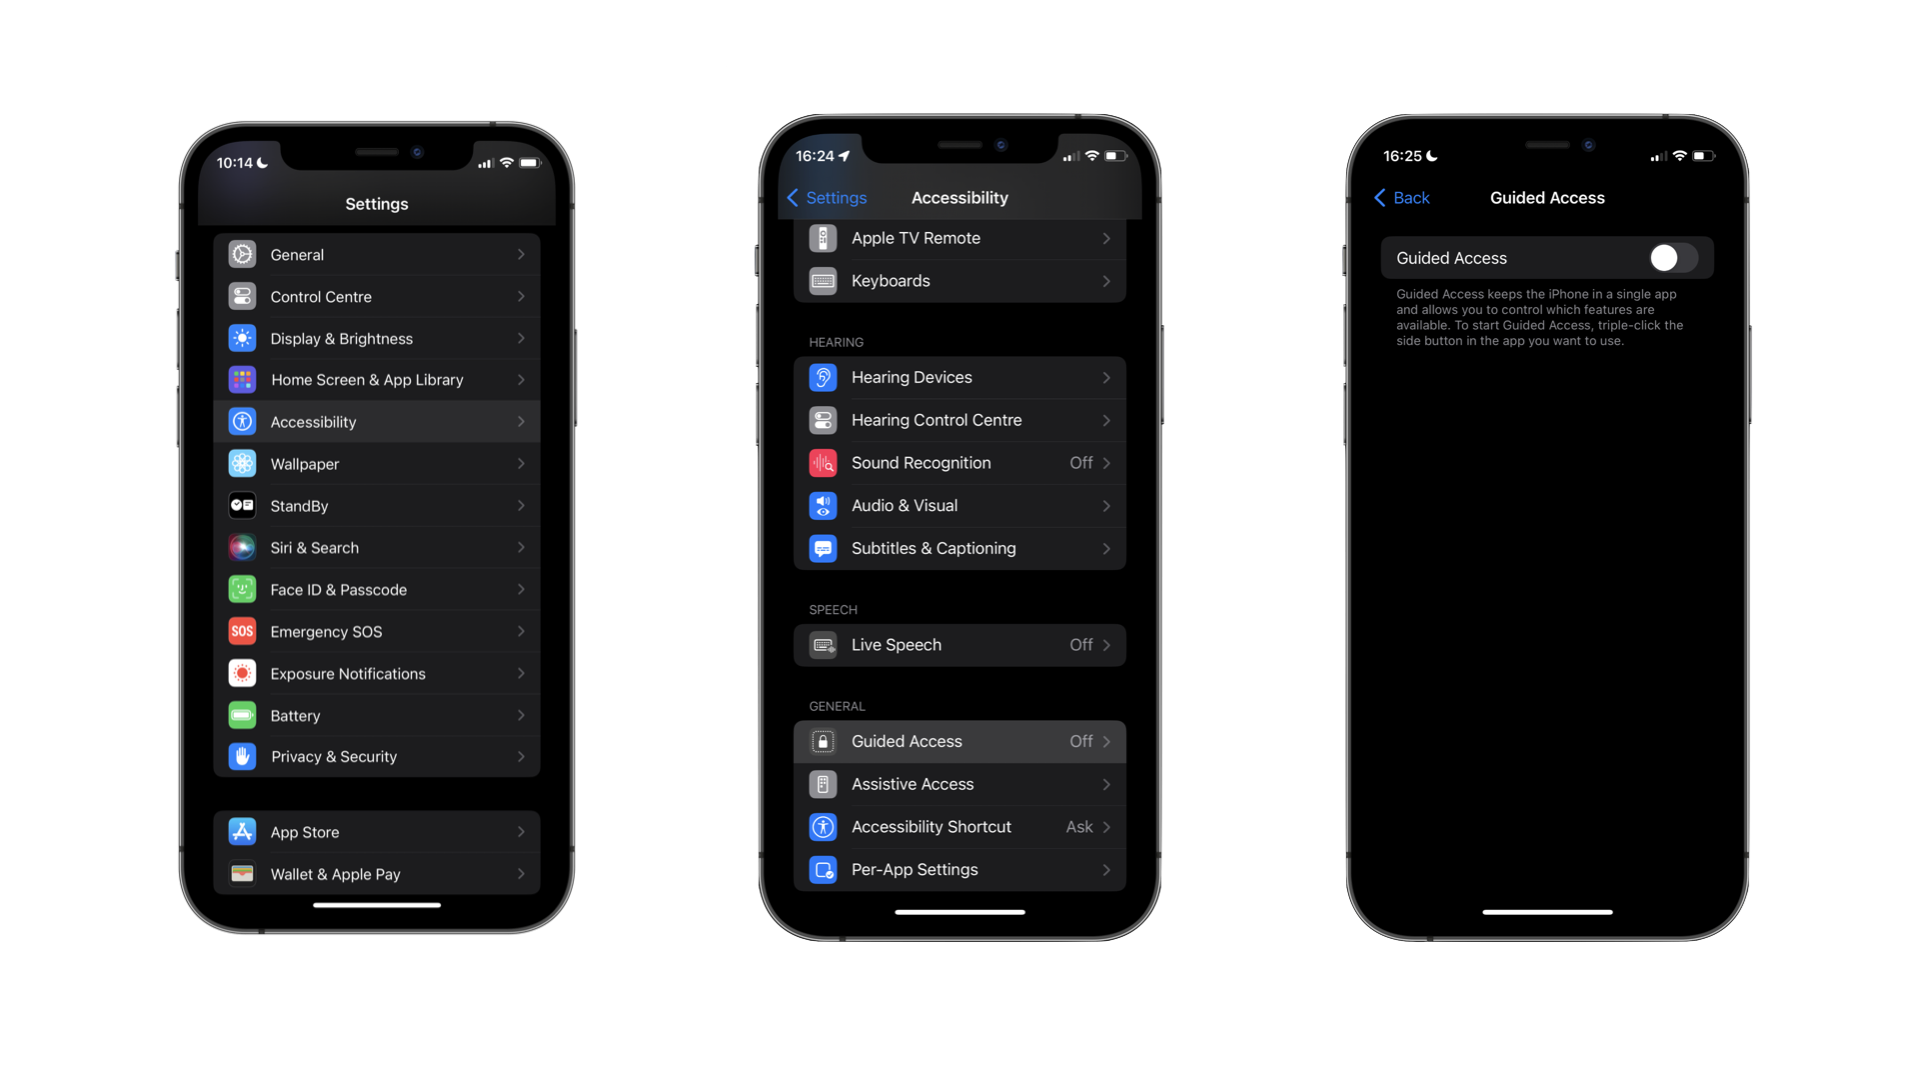 10:14
Settings
General
Control Centre
Display & Brightness
Home Screen & App Library
Accessibility
Wallpaper
StandBy
Siri & Search
Face ID & Passcode
SOS Emergency SOS
Exposure Notifications
Battery
Privacy & Security
App Store
Wallet & Apple Pay
16:24
Settings Accessibility
Apple TV Remote
Keyboards
HEARING
Hearing Devices
Hearing Control Centre
Sound Recognition Off
Audio & Visual
Subtitles & Captioning
SPEECH
Live Speech Off
GENERAL
Guided Access Off
Assistive Access
Accessibility Shortcut Ask
Per-App Settings
16:25
Back Guided Access
Guided Access
Guided Access keeps the iPhone in a single app
and allows you to control which features are
available. To start Guided Access, triple-click the
side button in the app you want to use.